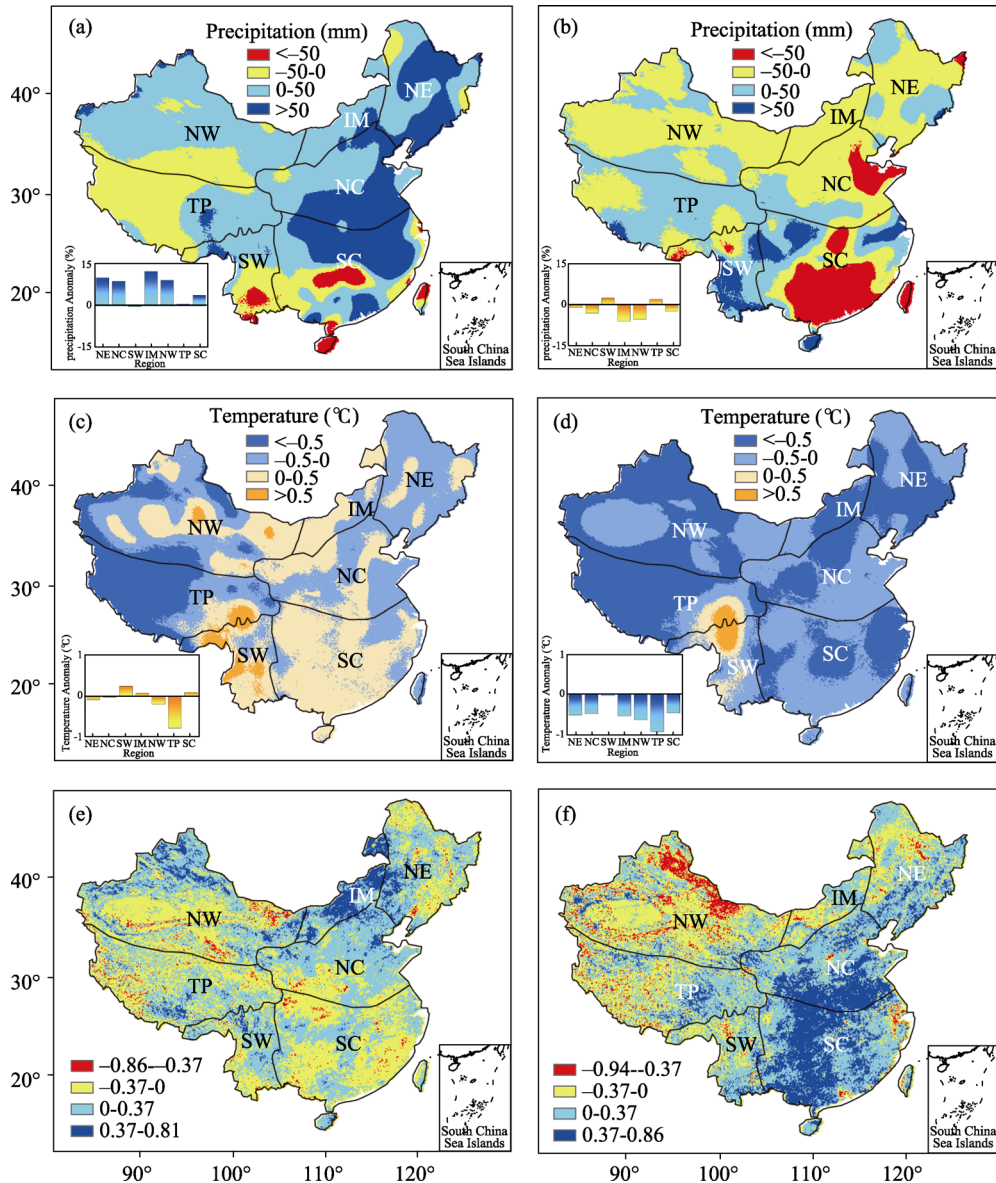 (a)
Precipitation (mm)
<–50
–50-0
0-50
>50
40°
30°
20°
NE
IM
NW
NC
TP
SW
SC
precipitation Anomaly (%)
15
0
-15
NE NC SW IM NW TP SC
Region
South China
Sea Islands
(b)
Precipitation (mm)
<–50
–50-0
0-50
>50
NE
IM
NW
NC
TP
SW
SC
precipitation Anomaly (%)
15
0
-15
NE NC SW IM NW TP SC
Region
South China
Sea Islands
(c)
Temperature (℃)
<–0.5
–0.5-0
0-0.5
>0.5
40°
30°
20°
NE
IM
NW
NC
TP
SW
SC
Temperature Anomaly (℃)
1
0
-1
NE NC SW IM NW TP SC
Region
South China
Sea Islands
(d)
Temperature (℃)
<–0.5
–0.5-0
0-0.5
>0.5
NE
IM
NW
NC
TP
SW
SC
Temperature Anomaly (℃)
1
0
-1
NE NC SW IM NW TP SC
Region
South China
Sea Islands
(e)
40°
30°
20°
NE
IM
NW
NC
TP
SW
SC
–0.86-–0.37
–0.37-0
0-0.37
0.37-0.81
South China
Sea Islands
90° 100° 110° 120°
(f)
NE
IM
NW
NC
TP
SW
SC
–0.94--0.37
–0.37-0
0-0.37
0.37-0.86
South China
Sea Islands
90° 100° 110° 120°